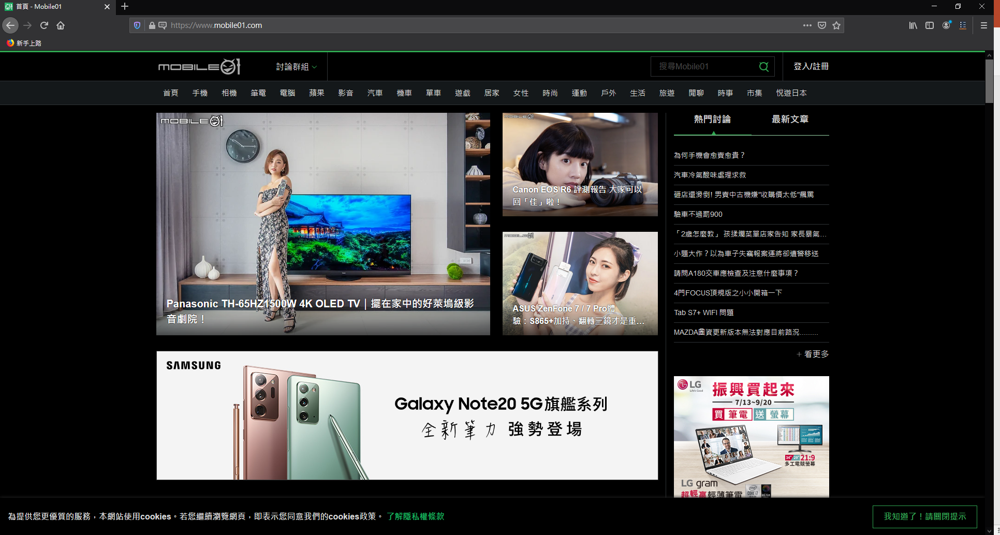 首頁 - Mobile01
https://www.mobile01.com
新手上路
MOBILE01
討論群組
搜尋Mobile01
登入/註冊
首頁 手機 相機 筆電 電腦 蘋果 影音 汽車 機車 單車 遊戲 居家 女性 時尚 運動 戶外 生活 旅遊 閒聊 時事 市集 悅遊日本
MOBILE01
Panasonic TH-65HZ1500W 4K OLED TV｜擺在家中的好萊塢級影
音劇院！
MOBILE01
Canon EOS R6 評測報告 大家可以
回「佳」啦！
MOBILE01
ASUS ZenFone 7 / 7 Pro體
驗：S865+加持、翻轉三鏡才是重...
熱門討論 最新文章
為何手機會愈賣愈貴？
汽車冷氣酸味處理求救
砸店還滑倒! 男賣中古機嫌"收購價太低"飆罵
驗車不過罰900
「2歲怎麼教」 孩揉爛菜單店家告知 家長暴氣...
小題大作？以為車子失竊報案運將卻遭警移送
請問A180交車應檢查及注意什麼事項？
4門FOCUS頂規版之小小開箱一下
Tab S7+ WIFI 問題
MAZDA圖資更新版本無法對應目前路況.........
+ 看更多
SAMSUNG
Galaxy Note20 5G旗艦系列
全新筆力 強勢登場
LG
Life's Good
振興買起來
7/13~9/20
買 筆電 送 螢幕
34" 29" 21:9
多工電競螢幕
LG gram
超輕贏輕薄筆電
intel
CORE i7
為提供您更優質的服務，本網站使用cookies。若您繼續瀏覽網頁，即表示您同意我們的cookies政策。 了解隱私權條款
我知道了！請關閉提示